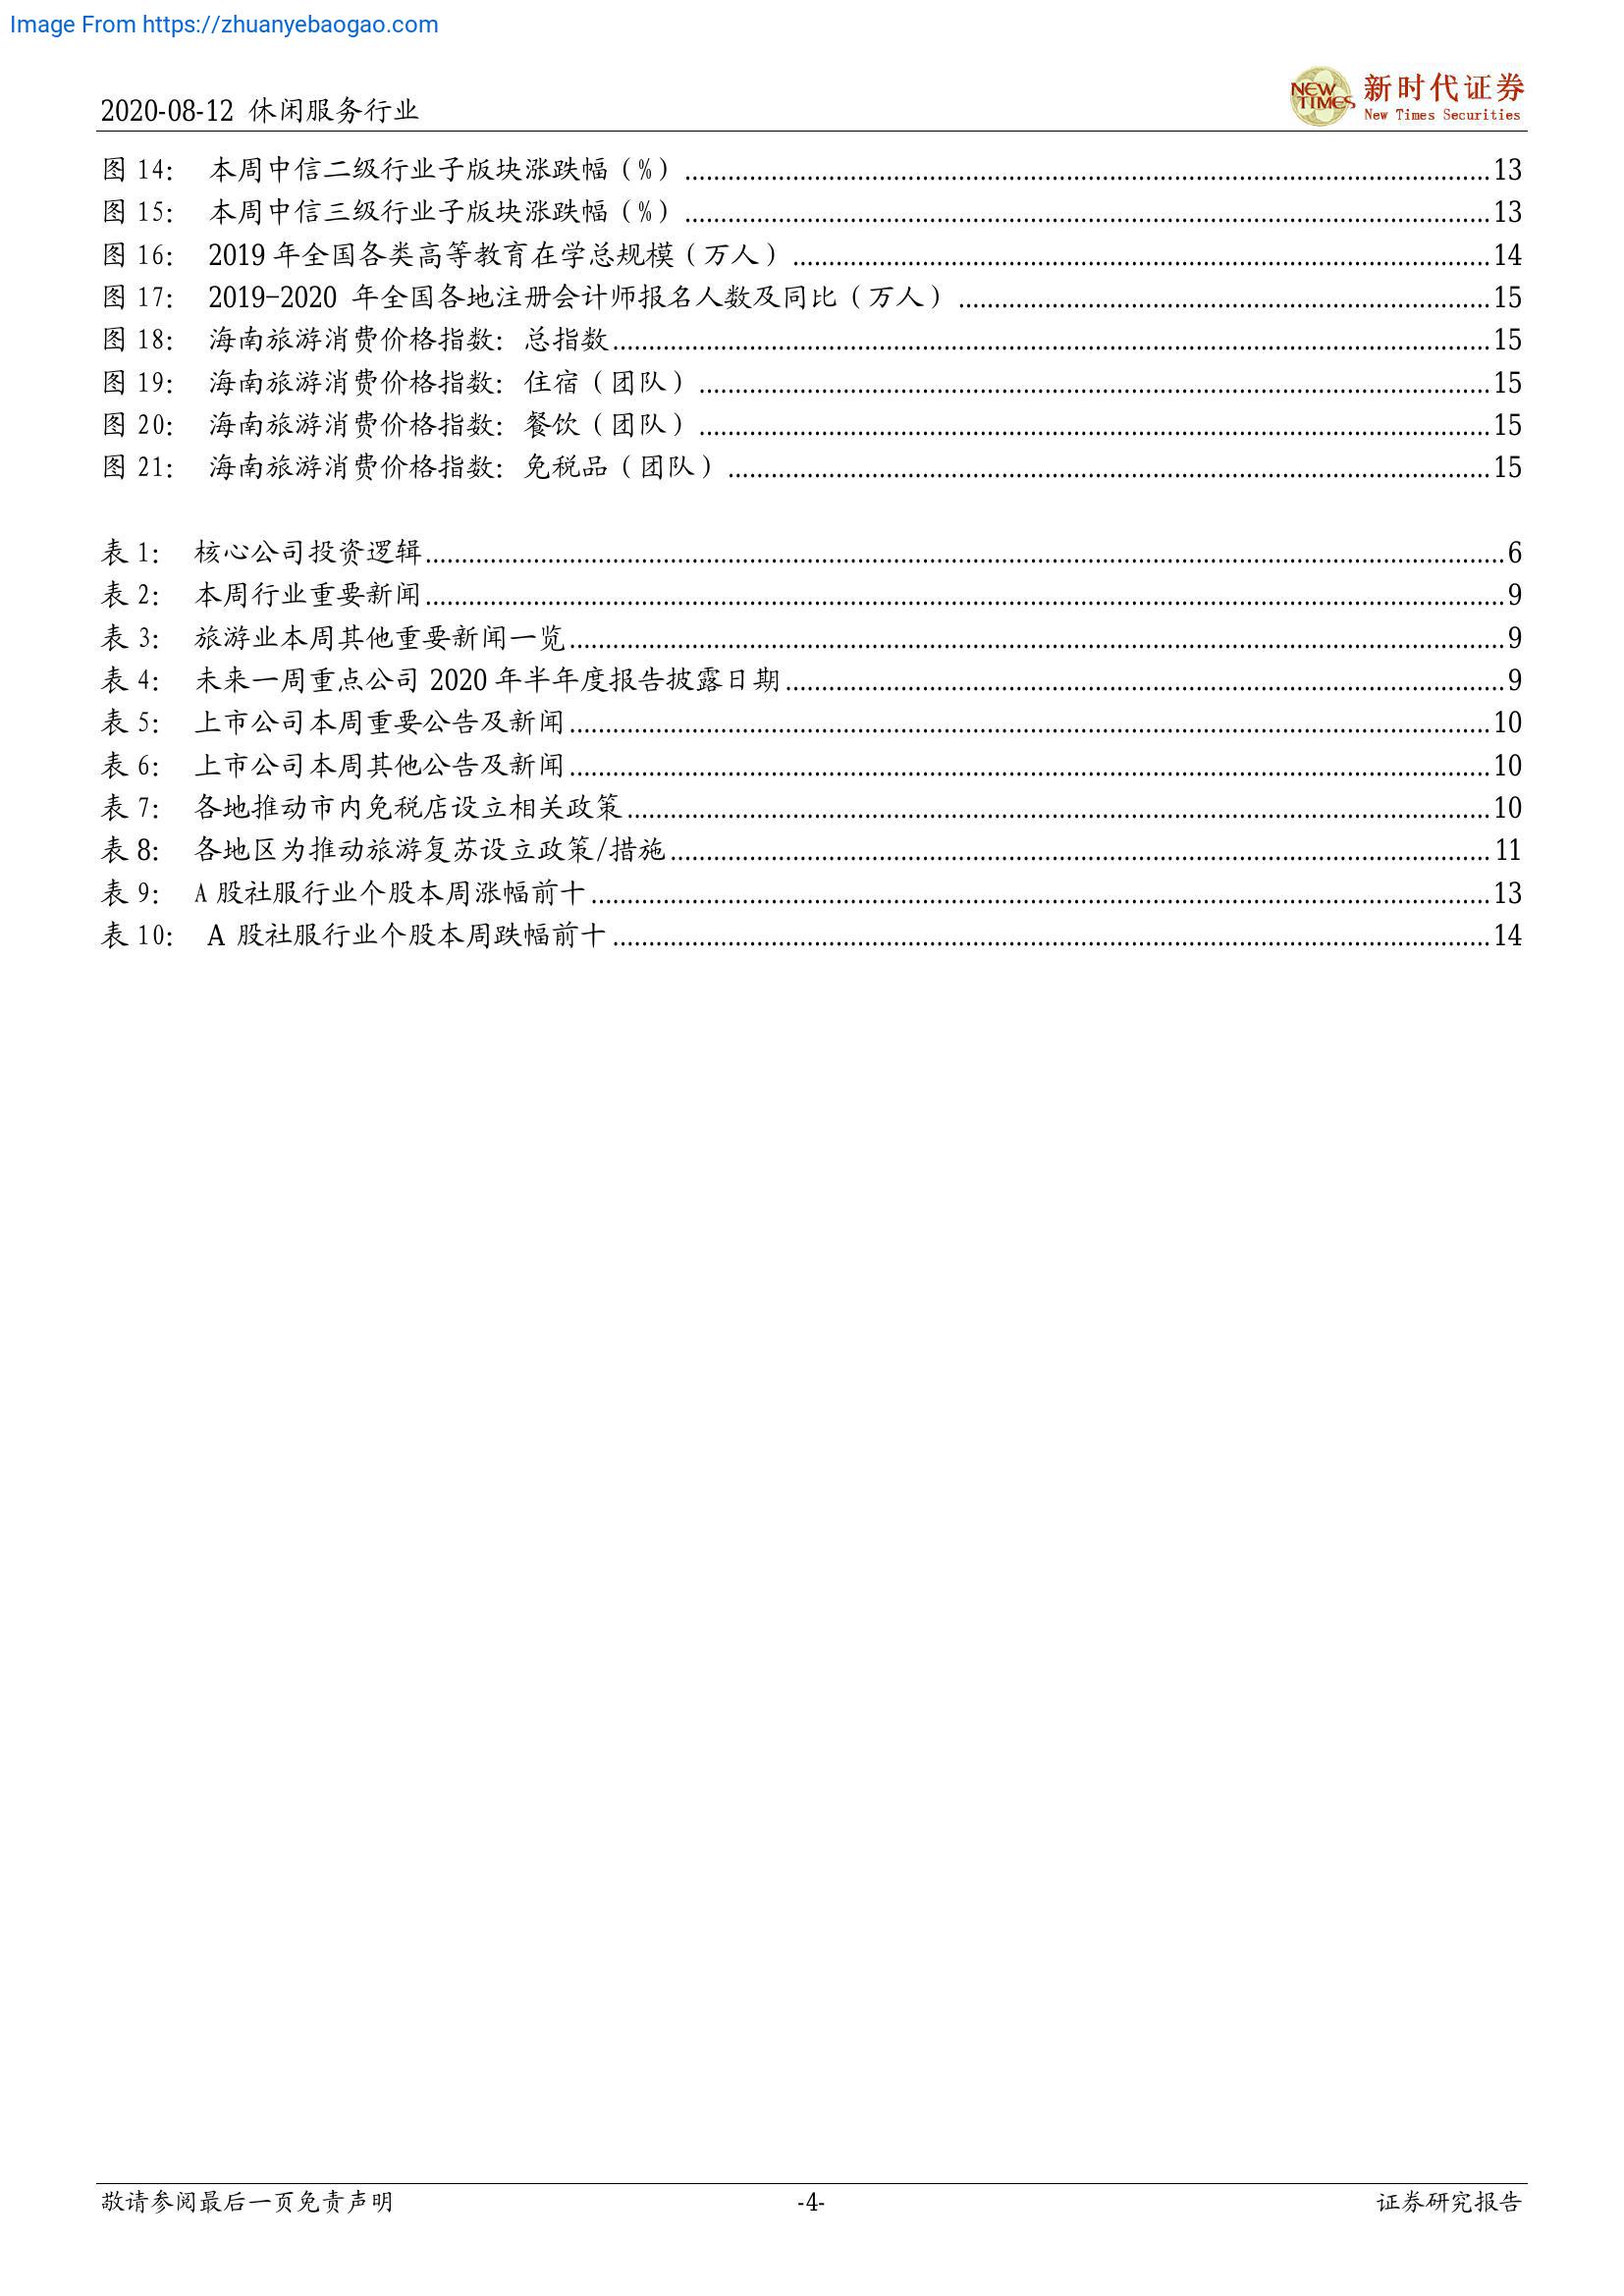 Image From https://zhuanyebaogao.com
2020-08-12 休闲服务行业
NEW TIMES
新时代证券
New Times Securities
图 14： 本周中信二级行业子版块涨跌幅（%）......13
图 15： 本周中信三级行业子版块涨跌幅（%）......13
图 16： 2019 年全国各类高等教育在学总规模（万人）......14
图 17： 2019-2020 年全国各地注册会计师报名人数及同比（万人）......15
图 18： 海南旅游消费价格指数：总指数......15
图 19： 海南旅游消费价格指数：住宿（团队）......15
图 20： 海南旅游消费价格指数：餐饮（团队）......15
图 21： 海南旅游消费价格指数：免税品（团队）......15
表 1： 核心公司投资逻辑......6
表 2： 本周行业重要新闻......9
表 3： 旅游业本周其他重要新闻一览......9
表 4： 未来一周重点公司 2020 年半年度报告披露日期......9
表 5： 上市公司本周重要公告及新闻......10
表 6： 上市公司本周其他公告及新闻......10
表 7： 各地推动市内免税店设立相关政策......10
表 8： 各地区为推动旅游复苏设立政策/措施......11
表 9： A 股社服行业个股本周涨幅前十......13
表 10： A 股社服行业个股本周跌幅前十......14
敬请参阅最后一页免责声明
-4-
证券研究报告